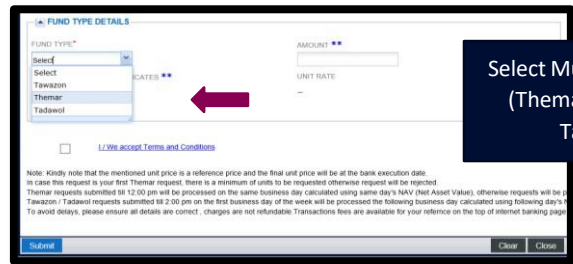 FUND TYPE DETAILS
FUND TYPE*
AMOUNT **
Select
Select
Tawazon
Themar
Tadawol
ICATES **
UNIT RATE
–
Select Mu
(Thema
Ta
I / We accept Terms and Conditions
Note: Kindly note that the mentioned unit price is a reference price and the final unit price will be at the bank execution date.
In case this request is your first Themar request, there is a minimum of units to be requested otherwise request will be rejected.
Themar requests submitted till 12:00 pm will be processed on the same business day calculated using same day's NAV (Net Asset Value), otherwise requests will be p
Tawazon / Tadawol requests submitted till 2:00 pm on the first business day of the week will be processed the following business day calculated using following day's N
To avoid delays, please ensure all details are correct , charges are not refundable Transactions fees are available for your refernce on the top of internet banking page
Submit
Clear
Close